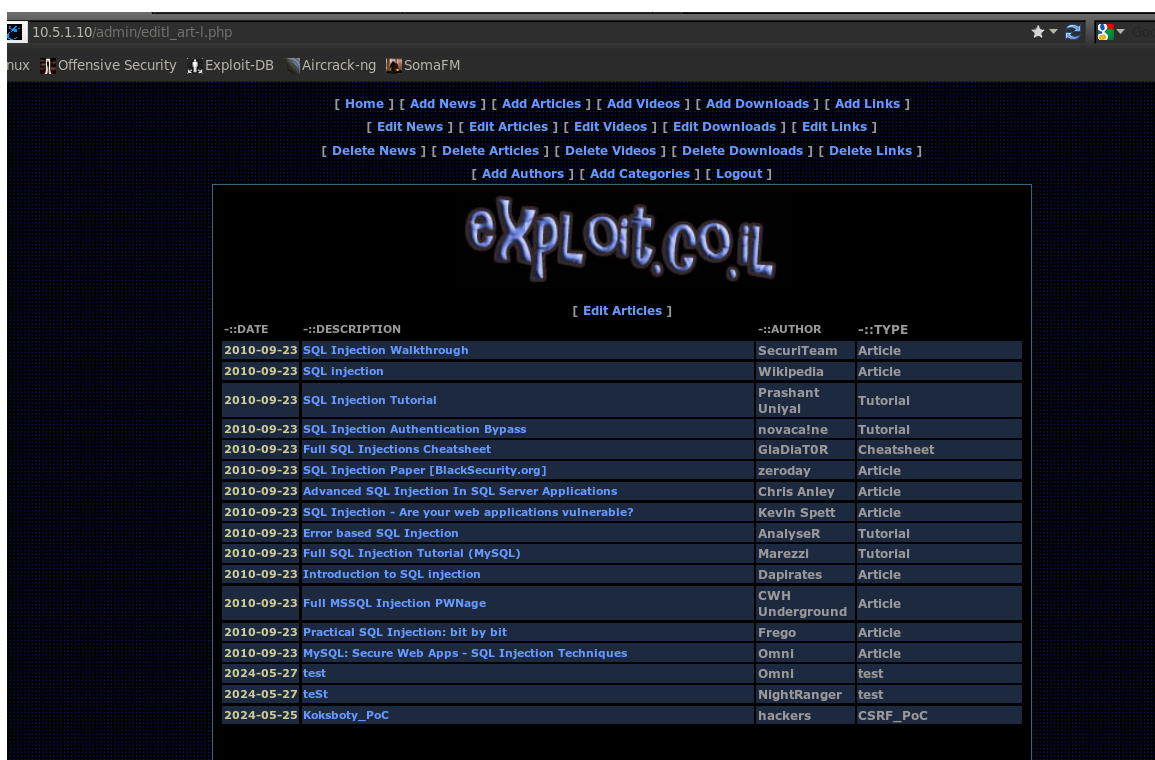 10.5.1.10/admin/editl_art-l.php
nux Offensive Security Exploit-DB Aircrack-ng SomaFM
[ Home ] [ Add News ] [ Add Articles ] [ Add Videos ] [ Add Downloads ] [ Add Links ]
[ Edit News ] [ Edit Articles ] [ Edit Videos ] [ Edit Downloads ] [ Edit Links ]
[ Delete News ] [ Delete Articles ] [ Delete Videos ] [ Delete Downloads ] [ Delete Links ]
[ Add Authors ] [ Add Categories ] [ Logout ]
eXpLoit.co.iL
[ Edit Articles ]
-::DATE -::DESCRIPTION -::AUTHOR -::TYPE
2010-09-23 SQL Injection Walkthrough SecuriTeam Article
2010-09-23 SQL injection Wikipedia Article
2010-09-23 SQL Injection Tutorial Prashant Uniyal Tutorial
2010-09-23 SQL Injection Authentication Bypass novaca!ne Tutorial
2010-09-23 Full SQL Injections Cheatsheet GlaDiaT0R Cheatsheet
2010-09-23 SQL Injection Paper [BlackSecurity.org] zeroday Article
2010-09-23 Advanced SQL Injection In SQL Server Applications Chris Anley Article
2010-09-23 SQL Injection - Are your web applications vulnerable? Kevin Spett Article
2010-09-23 Error based SQL Injection AnalyseR Tutorial
2010-09-23 Full SQL Injection Tutorial (MySQL) Marezzi Tutorial
2010-09-23 Introduction to SQL injection Dapirates Article
2010-09-23 Full MSSQL Injection PWNage CWH Underground Article
2010-09-23 Practical SQL Injection: bit by bit Frego Article
2010-09-23 MySQL: Secure Web Apps - SQL Injection Techniques Omni Article
2024-05-27 test Omni test
2024-05-27 teSt NightRanger test
2024-05-25 Koksboty_PoC hackers CSRF_PoC